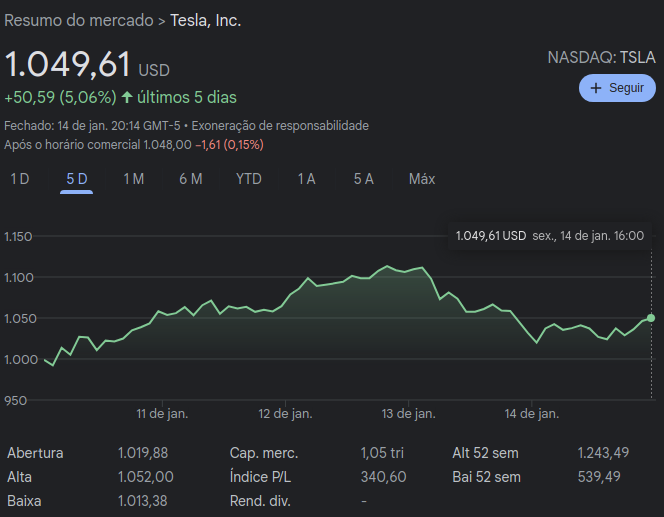 Resumo do mercado > Tesla, Inc.
1.049,61 USD
NASDAQ: TSLA
+50,59 (5,06%) ↑ últimos 5 dias
+ Seguir
Fechado: 14 de jan. 20:14 GMT-5 • Exoneração de responsabilidade
Após o horário comercial 1.048,00 −1,61 (0,15%)
1 D 5 D 1 M 6 M YTD 1 A 5 A Máx
1.049,61 USD sex., 14 de jan. 16:00
1.150
1.100
1.050
1.000
950
11 de jan. 12 de jan. 13 de jan. 14 de jan.
Abertura 1.019,88 Cap. merc. 1,05 tri Alt 52 sem 1.243,49
Alta 1.052,00 Índice P/L 340,60 Bai 52 sem 539,49
Baixa 1.013,38 Rend. div. -